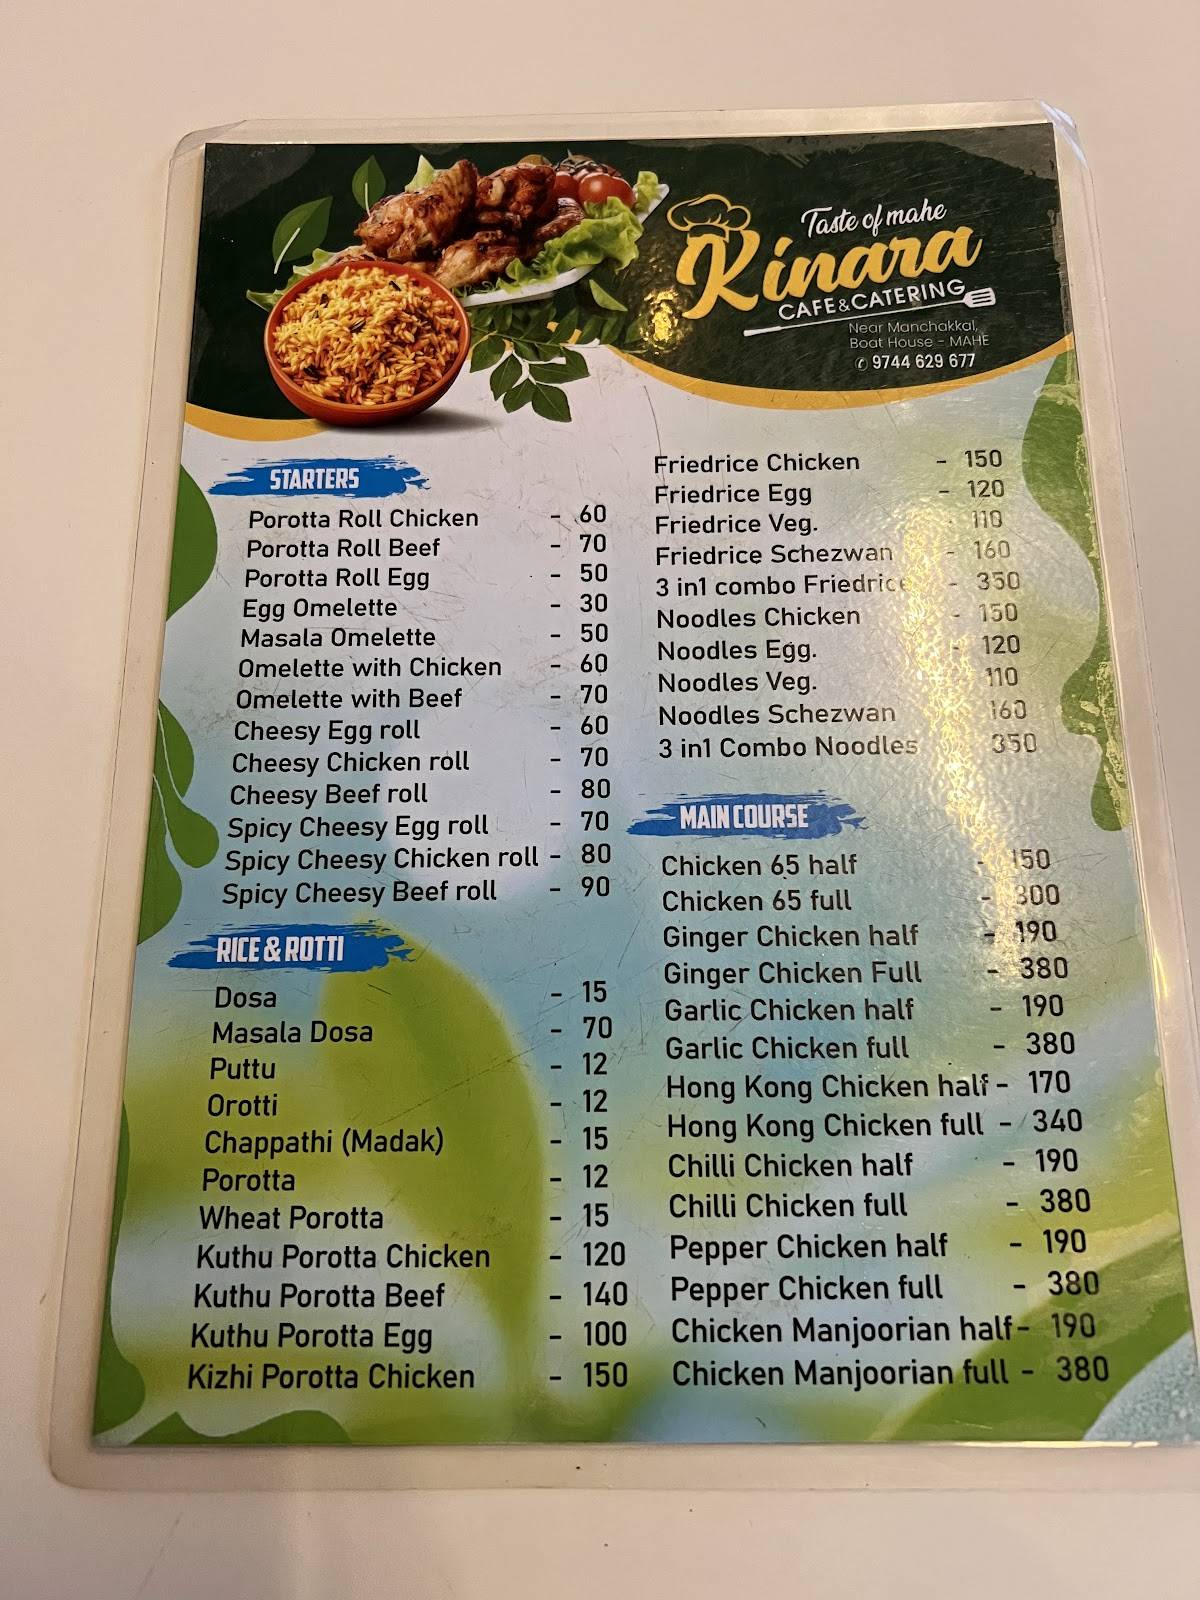 Taste of mahe
Kinara
CAFE & CATERING
Near Manchakkal,
Boat House - MAHE
✆ 9744 629 677
STARTERS
Porotta Roll Chicken - 60
Porotta Roll Beef - 70
Porotta Roll Egg - 50
Egg Omelette - 30
Masala Omelette - 50
Omelette with Chicken - 60
Omelette with Beef - 70
Cheesy Egg roll - 60
Cheesy Chicken roll - 70
Cheesy Beef roll - 80
Spicy Cheesy Egg roll - 70
Spicy Cheesy Chicken roll - 80
Spicy Cheesy Beef roll - 90
RICE & ROTTI
Dosa - 15
Masala Dosa - 70
Puttu - 12
Orotti - 12
Chappathi (Madak) - 15
Porotta - 12
Wheat Porotta - 15
Kuthu Porotta Chicken - 120
Kuthu Porotta Beef - 140
Kuthu Porotta Egg - 100
Kizhi Porotta Chicken - 150
Friedrice Chicken - 150
Friedrice Egg - 120
Friedrice Veg. - 110
Friedrice Schezwan - 160
3 in1 combo Friedrice - 350
Noodles Chicken - 150
Noodles Egg. - 120
Noodles Veg. 110
Noodles Schezwan 160
3 in1 Combo Noodles 350
MAIN COURSE
Chicken 65 half - 150
Chicken 65 full - 300
Ginger Chicken half - 190
Ginger Chicken Full - 380
Garlic Chicken half - 190
Garlic Chicken full - 380
Hong Kong Chicken half - 170
Hong Kong Chicken full - 340
Chilli Chicken half - 190
Chilli Chicken full - 380
Pepper Chicken half - 190
Pepper Chicken full - 380
Chicken Manjoorian half - 190
Chicken Manjoorian full - 380